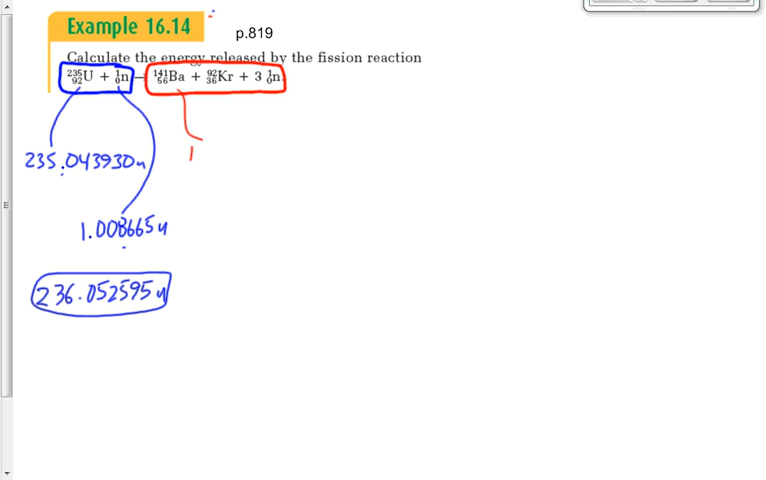 Example 16.14
p.819
Calculate the energy released by the fission reaction
²³⁵₉₂U + ¹₀n → ¹⁴¹₅₆Ba + ⁹²₃₆Kr + 3 ¹₀n.
235.043930u
1
1.008665u
236.052595u